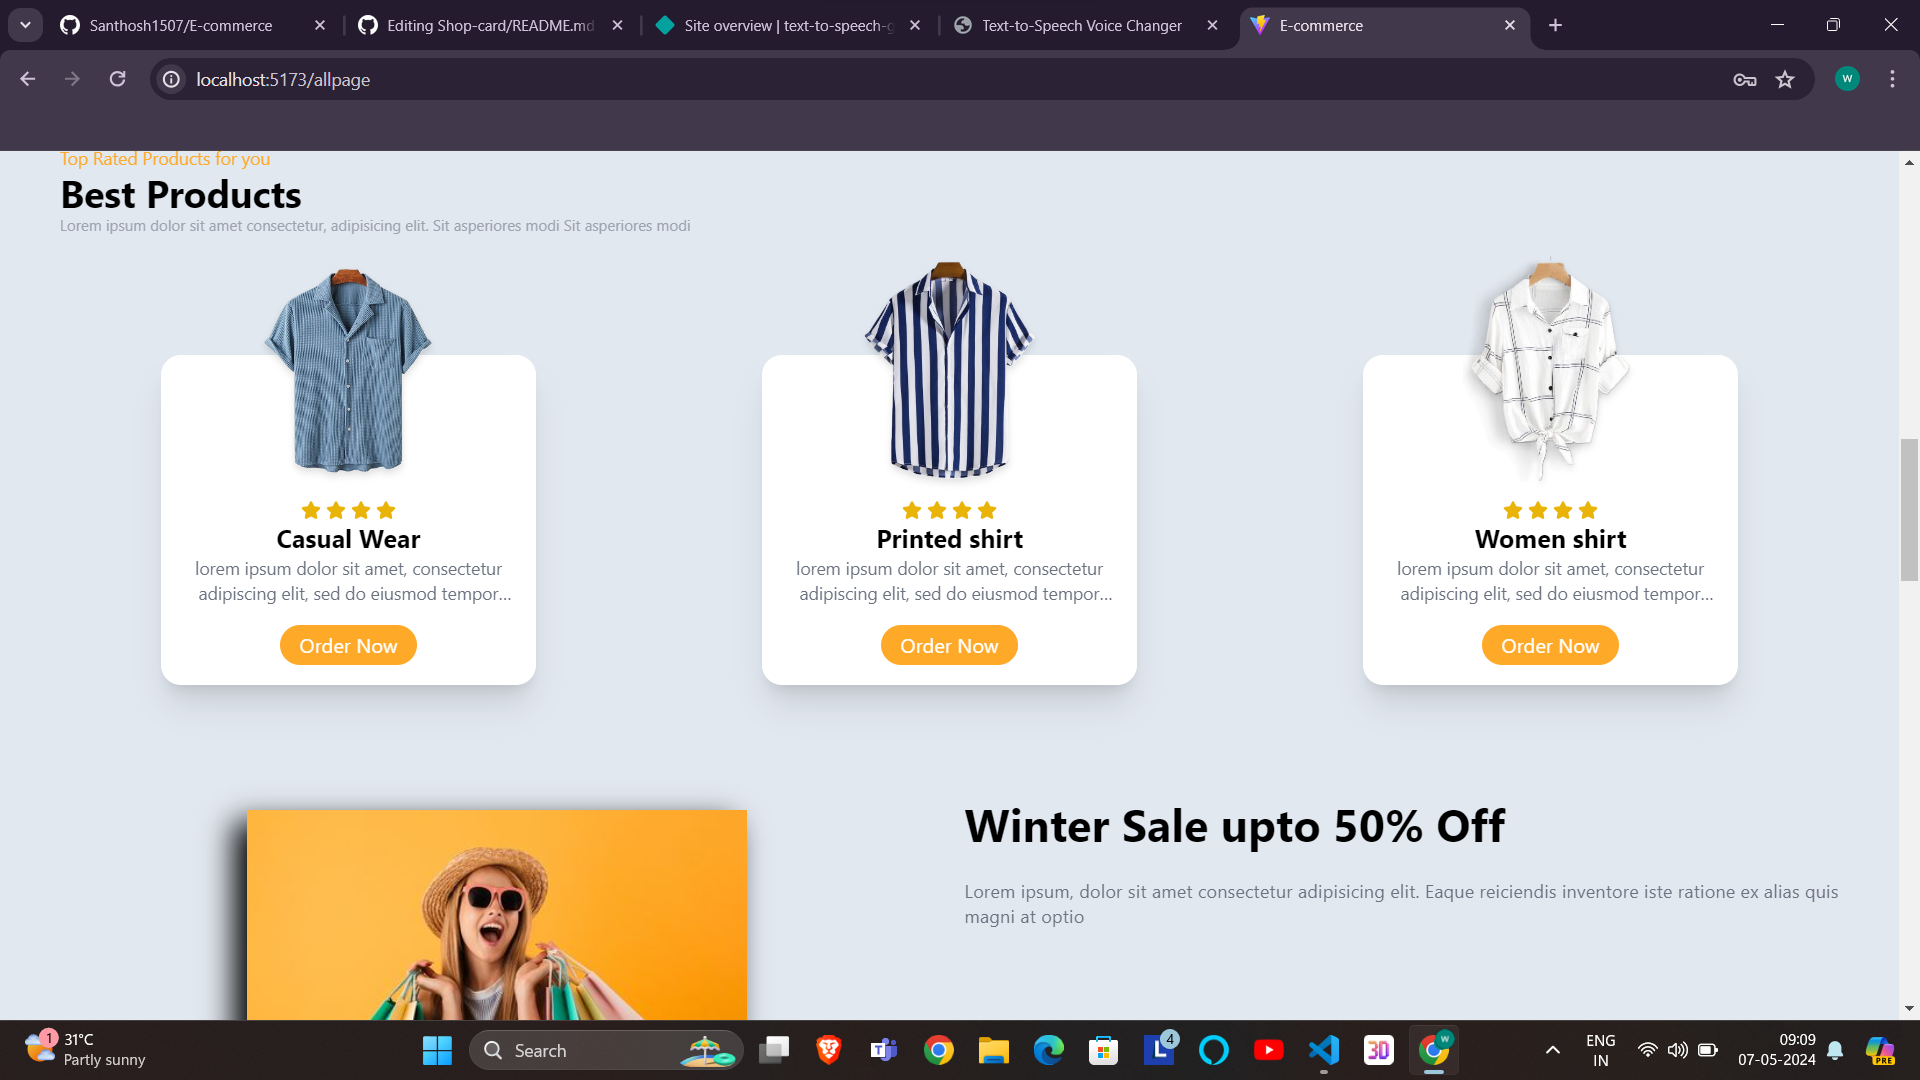 Santhosh1507/E-commerce
Editing Shop-card/README.md
Site overview | text-to-speech-g
Text-to-Speech Voice Changer
E-commerce
localhost:5173/allpage
W
Top Rated Products for you
Best Products
Lorem ipsum dolor sit amet consectetur, adipisicing elit. Sit asperiores modi Sit asperiores modi
Casual Wear
lorem ipsum dolor sit amet, consectetur
adipiscing elit, sed do eiusmod tempor...
Order Now
Printed shirt
lorem ipsum dolor sit amet, consectetur
adipiscing elit, sed do eiusmod tempor...
Order Now
Women shirt
lorem ipsum dolor sit amet, consectetur
adipiscing elit, sed do eiusmod tempor...
Order Now
Winter Sale upto 50% Off
Lorem ipsum, dolor sit amet consectetur adipisicing elit. Eaque reiciendis inventore iste ratione ex alias quis
magni at optio
1
31°C
Partly sunny
Search
L
4
3D
W
ENG
IN
09:09
07-05-2024
PRE